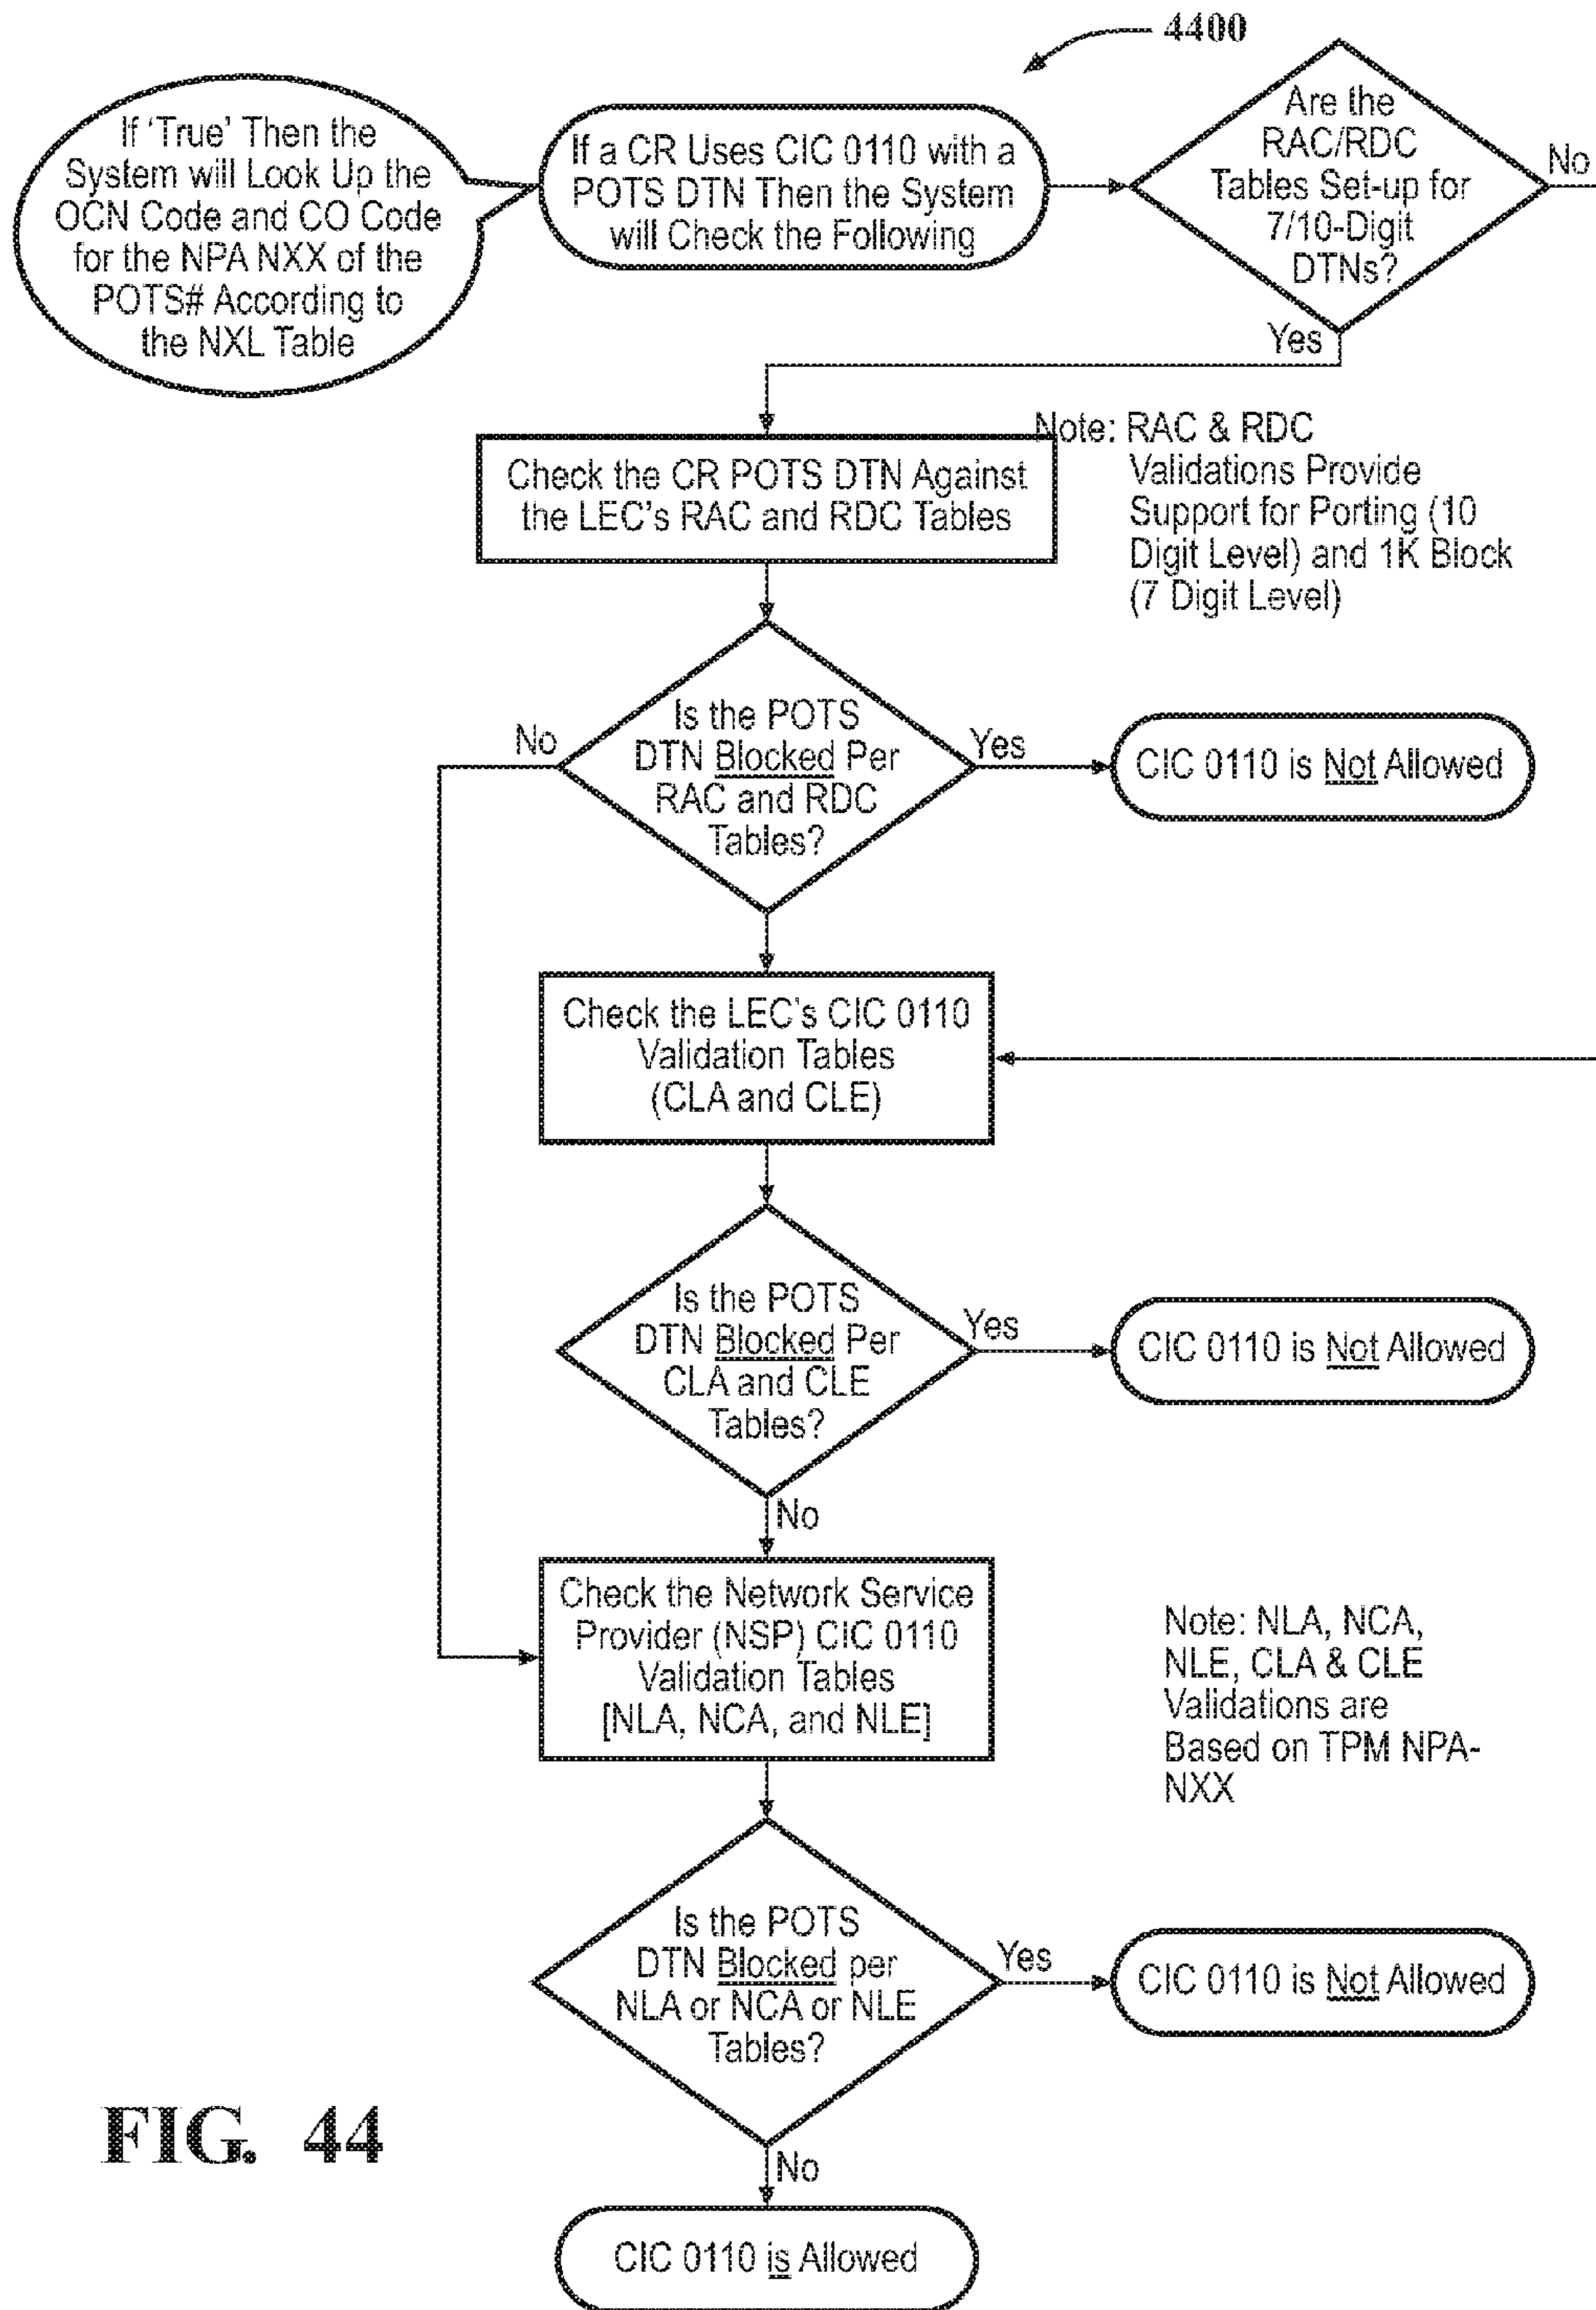 4400
If 'True' Then the
System will Look Up the
OCN Code and CO Code
for the NPA NXX of the
POTS# According to
the NXL Table
If a CR Uses CIC 0110 with a
POTS DTN Then the System
will Check the Following
Are the
RAC/RDC
Tables Set-up for
7/10-Digit
DTNs?
No
Yes
Note: RAC & RDC
Validations Provide
Support for Porting (10
Digit Level) and 1K Block
(7 Digit Level)
Check the CR POTS DTN Against
the LEC's RAC and RDC Tables
Is the POTS
DTN Blocked Per
RAC and RDC
Tables?
No
Yes
CIC 0110 is Not Allowed
Check the LEC's CIC 0110
Validation Tables
(CLA and CLE)
Is the POTS
DTN Blocked Per
CLA and CLE
Tables?
Yes
CIC 0110 is Not Allowed
No
Check the Network Service
Provider (NSP) CIC 0110
Validation Tables
[NLA, NCA, and NLE]
Note: NLA, NCA,
NLE, CLA & CLE
Validations are
Based on TPM NPA-
NXX
Is the POTS
DTN Blocked per
NLA or NCA or NLE
Tables?
Yes
CIC 0110 is Not Allowed
No
CIC 0110 is Allowed
FIG. 44